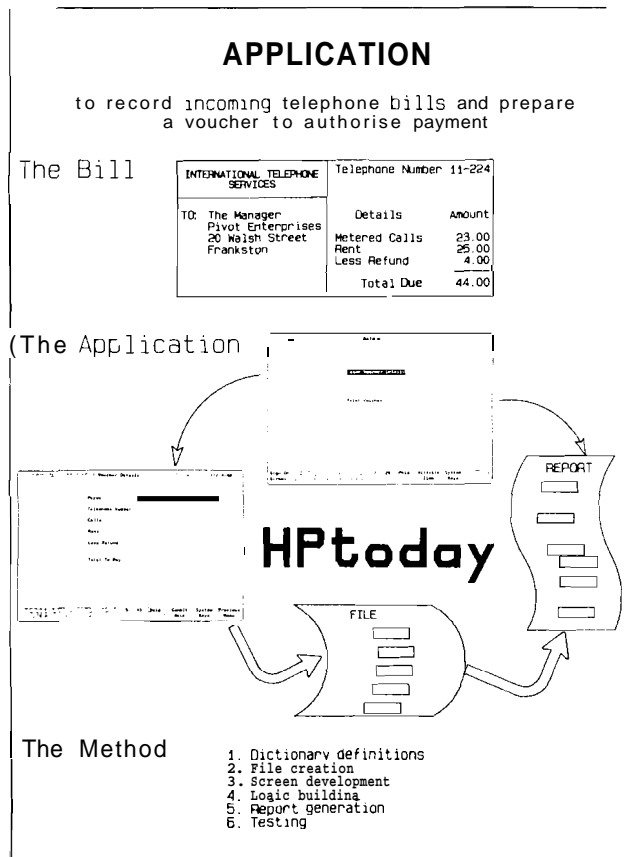 APPLICATION
to record incoming telephone bills and prepare
a voucher to authorise payment
The Bill
INTERNATIONAL TELEPHONE
SERVICES
Telephone Number 11-224
TO: The Manager
Pivot Enterprises
20 Walsh Street
Frankston
Details Amount
Metered Calls 23.00
Rent 25.00
Less Refund 4.00
Total Due 44.00
(The Application
Print Voucher
Voucher Details
Telephone Number
Calls
Rent
Less Refund
Total To Pay
HPtoday
REPORT
FILE
The Method
1. Dictionary definitions
2. File creation
3. Screen development
4. Logic building
5. Report generation
6. Testing